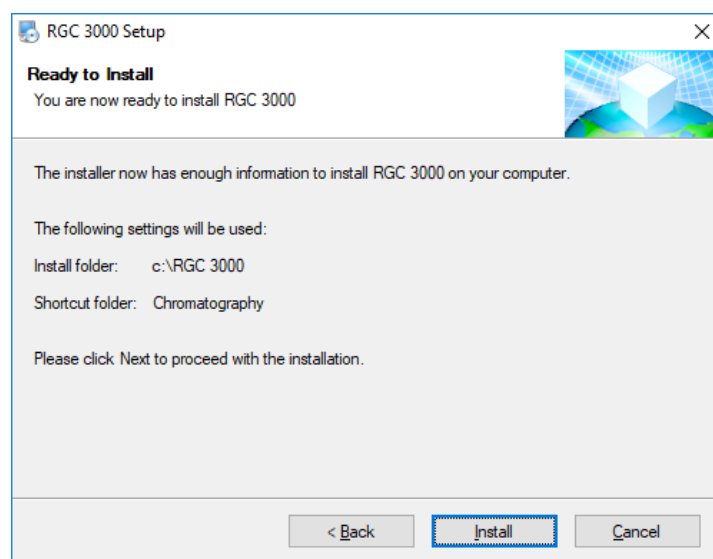 RGC 3000 Setup
Ready to Install
You are now ready to install RGC 3000
The installer now has enough information to install RGC 3000 on your computer.
The following settings will be used:
Install folder: c:\RGC 3000
Shortcut folder: Chromatography
Please click Next to proceed with the installation.
< Back Install Cancel